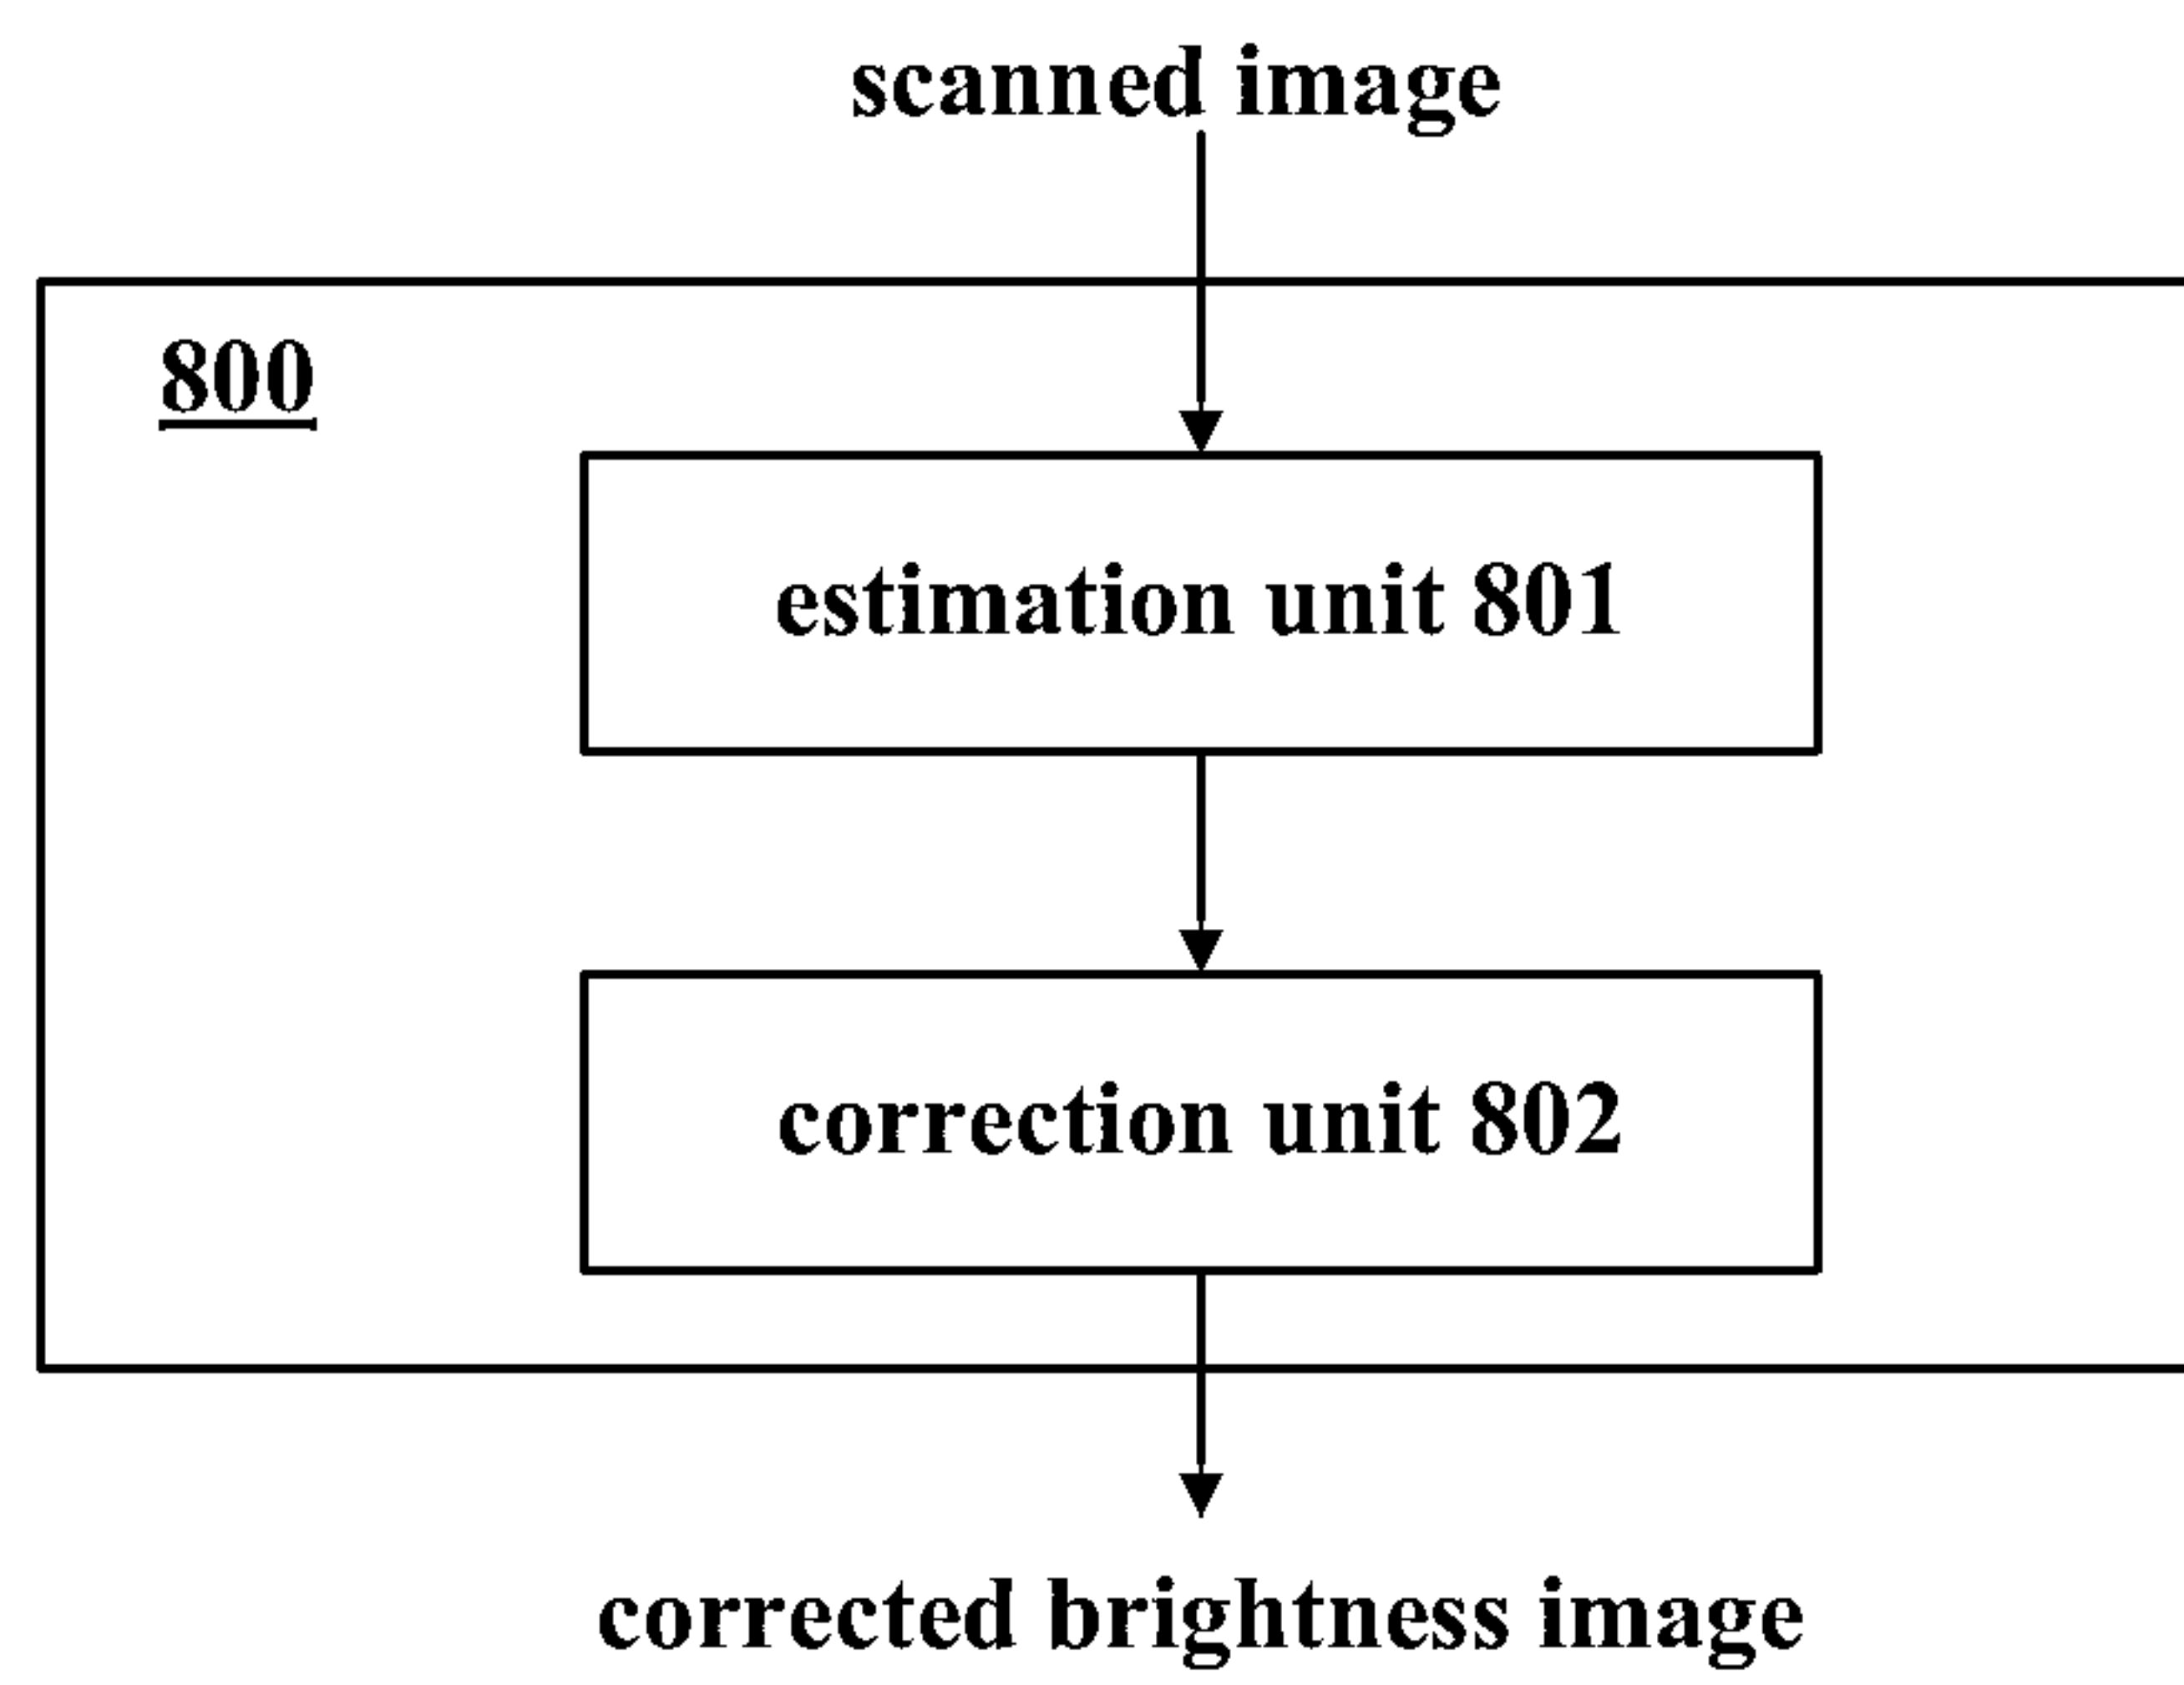 scanned image
800
estimation unit 801
correction unit 802
corrected brightness image